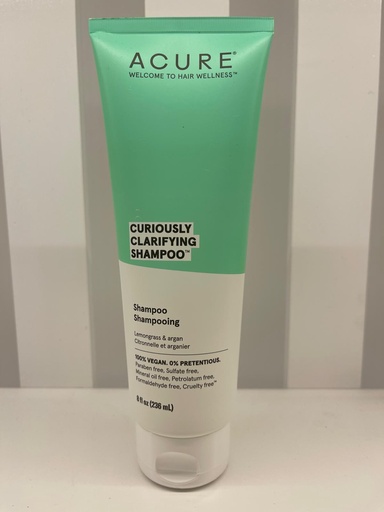 ACURE®
WELCOME TO HAIR WELLNESS™
CURIOUSLY
CLARIFYING
SHAMPOO™
Shampoo
Shampooing
Lemongrass & argan
Citronnelle et arganier
100% VEGAN. 0% PRETENTIOUS.
Paraben free, Sulfate free,
Mineral oil free, Petrolatum free,
Formaldehyde free, Cruelty free™
8 fl oz (236 mL)